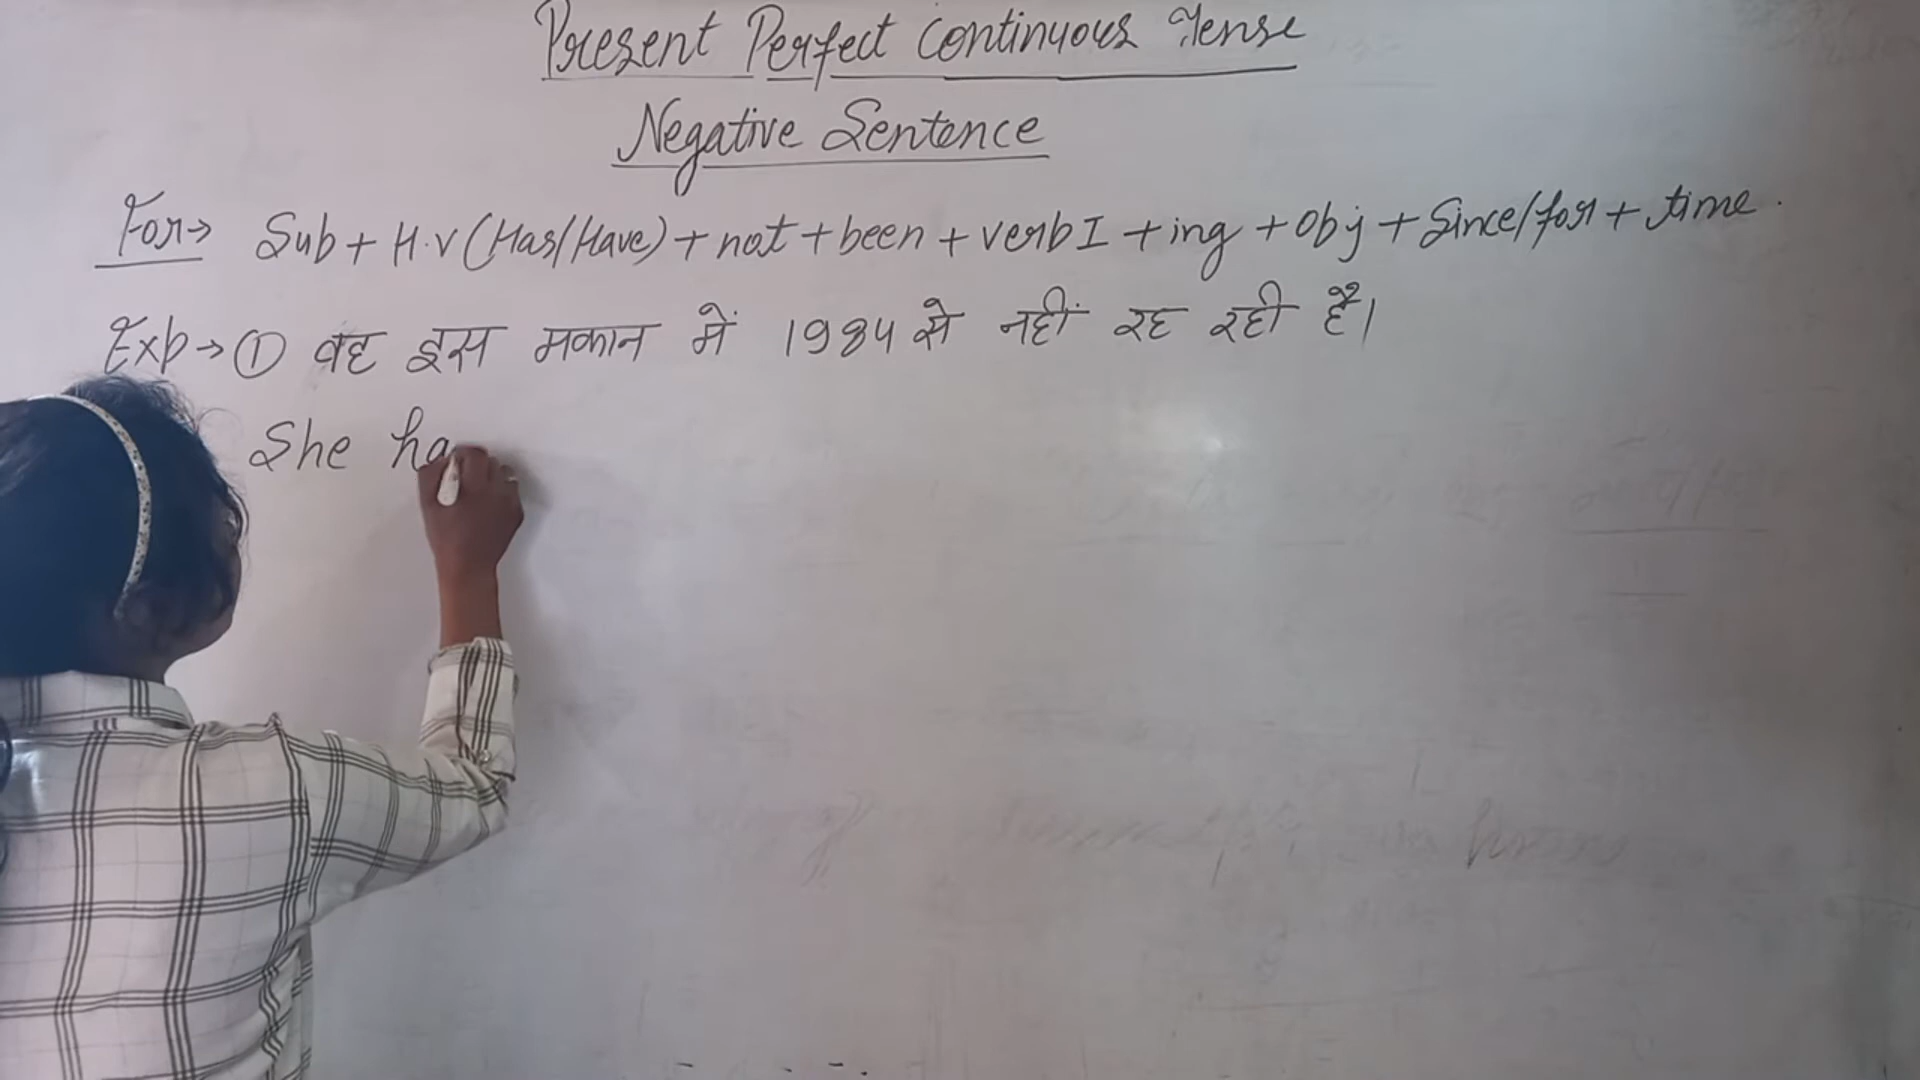 Present Perfect Continuous Tense
Negative Sentence
For→ Sub + H.V (Has/Have) + not + been + verb I + ing + Obj + Since/for + time.
Exp→ ① वह इस मकान में 1984 से नहीं रह रही है।
She ha